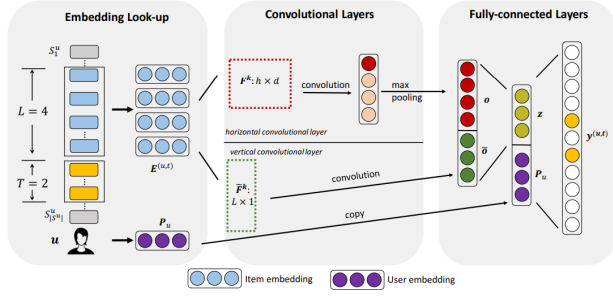 Embedding Look-up
Convolutional Layers
Fully-connected Layers
S₁ᵘ
L = 4
T = 2
Sᵘ|Sᵘ|
u
E⁽ᵘ,ᵗ⁾
Pᵤ
Fᵏ: h × d
convolution
max
pooling
horizontal convolutional layer
vertical convolutional layer
F̃ᵏ:
L × 1
convolution
copy
o
õ
z
Pᵤ
y⁽ᵘ,ᵗ⁾
Item embedding
User embedding